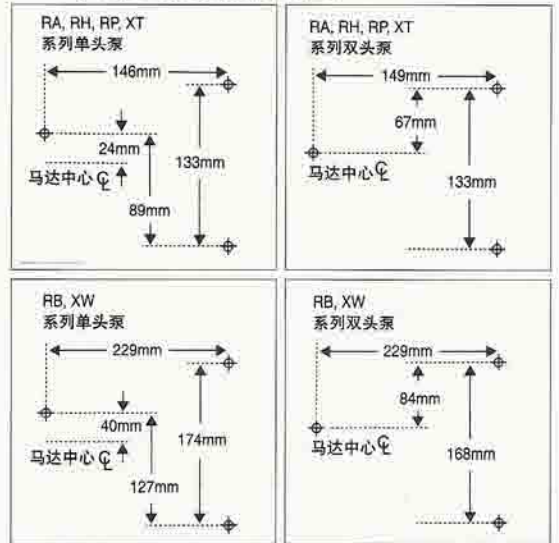 RA, RH, RP, XT
系列单头泵
146mm
24mm
133mm
马达中心 ℄
89mm
RA, RH, RP, XT
系列双头泵
149mm
67mm
马达中心 ℄
133mm
RB, XW
系列单头泵
229mm
40mm
174mm
马达中心 ℄
127mm
RB, XW
系列双头泵
229mm
84mm
马达中心 ℄
168mm